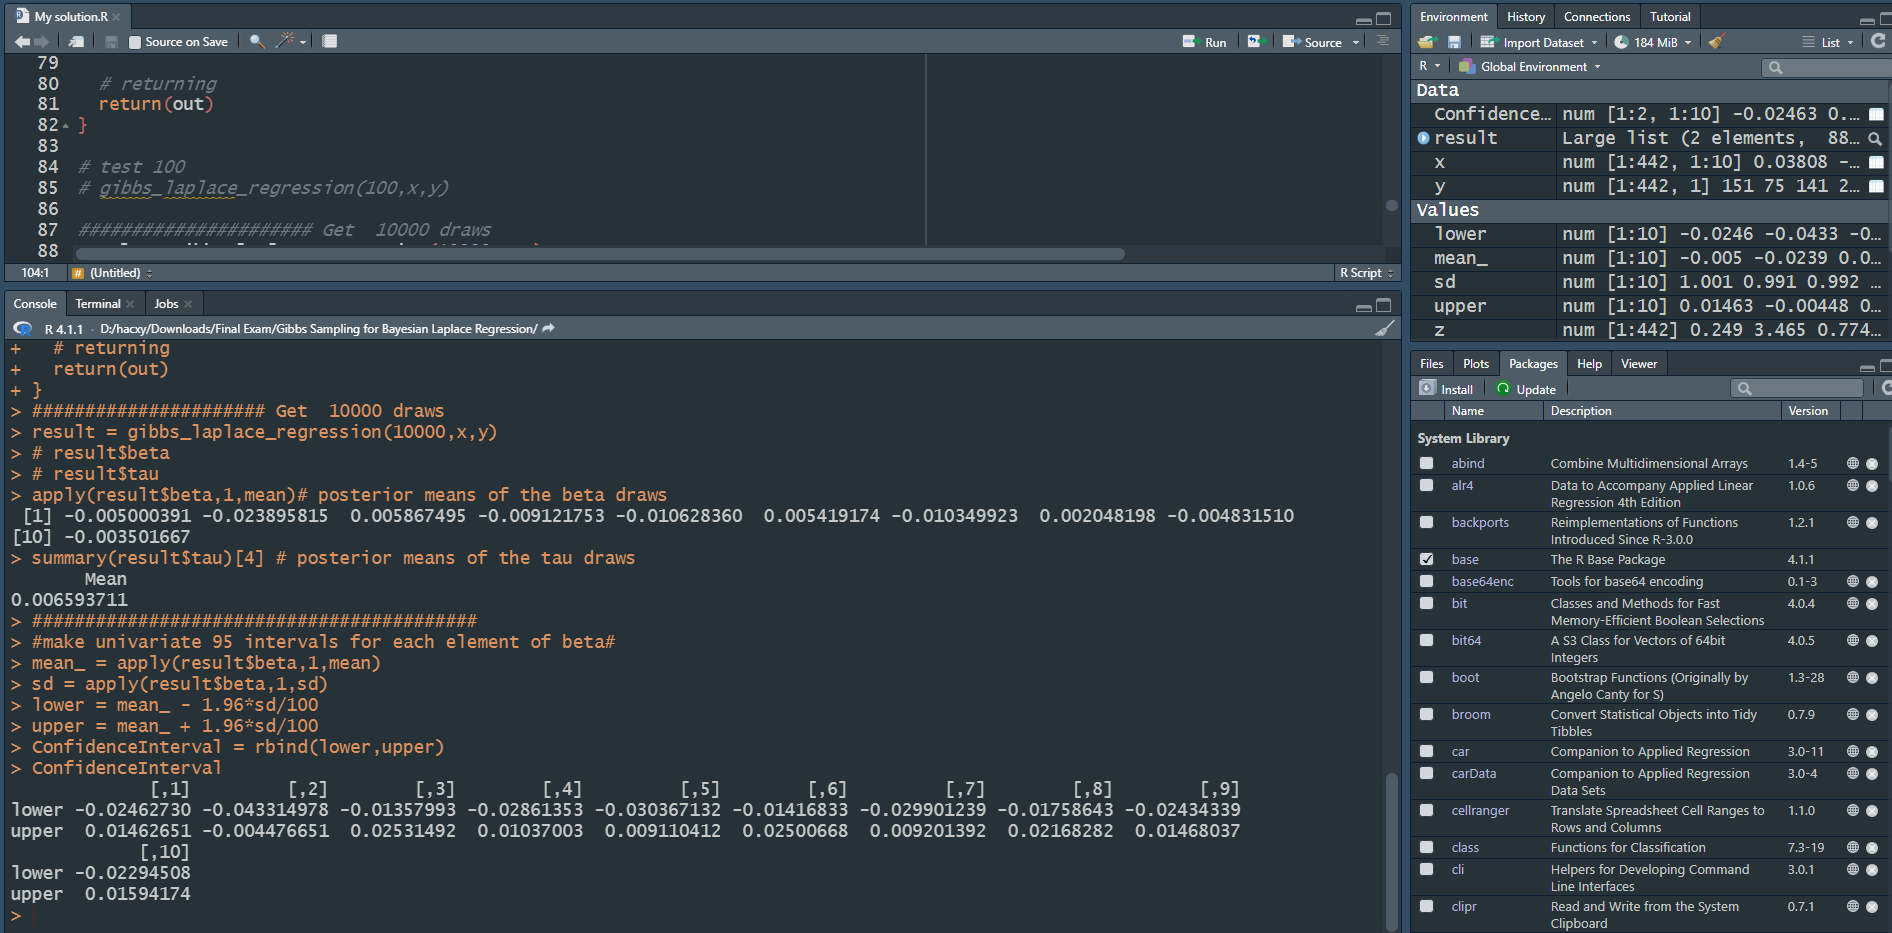 My solution.R
Source on Save
Run
Source
79
80 # returning
81 return(out)
82 }
83
84 # test 100
85 # gibbs_laplace_regression(100,x,y)
86
87 ###################### Get  10000 draws
88
104:1 # (Untitled)
R Script
Console Terminal Jobs
R 4.1.1 · D:/hacxy/Downloads/Final Exam/Gibbs Sampling for Bayesian Laplace Regression/
+   # returning
+   return(out)
+ }
> ###################### Get  10000 draws
> result = gibbs_laplace_regression(10000,x,y)
> # result$beta
> # result$tau
> apply(result$beta,1,mean)# posterior means of the beta draws
 [1] -0.005000391 -0.023895815  0.005867495 -0.009121753 -0.010628360  0.005419174 -0.010349923  0.002048198 -0.004831510
[10] -0.003501667
> summary(result$tau)[4] # posterior means of the tau draws
       Mean
0.006593711
> ##########################################
> #make univariate 95 intervals for each element of beta#
> mean_ = apply(result$beta,1,mean)
> sd = apply(result$beta,1,sd)
> lower = mean_ - 1.96*sd/100
> upper = mean_ + 1.96*sd/100
> ConfidenceInterval = rbind(lower,upper)
> ConfidenceInterval
             [,1]         [,2]        [,3]        [,4]         [,5]        [,6]         [,7]        [,8]        [,9]
lower -0.02462730 -0.043314978 -0.01357993 -0.02861353 -0.030367132 -0.01416833 -0.029901239 -0.01758643 -0.02434339
upper  0.01462651 -0.004476651  0.02531492  0.01037003  0.009110412  0.02500668  0.009201392  0.02168282  0.01468037
            [,10]
lower -0.02294508
upper  0.01594174
>
Environment History Connections Tutorial
Import Dataset 184 MiB List
R Global Environment
Data
Confidence… num [1:2, 1:10] -0.02463 0.…
result Large list (2 elements,  88…
x num [1:442, 1:10] 0.03808 -…
y num [1:442, 1] 151 75 141 2…
Values
lower num [1:10] -0.0246 -0.0433 -0…
mean_ num [1:10] -0.005 -0.0239 0.0…
sd num [1:10] 1.001 0.991 0.992 …
upper num [1:10] 0.01463 -0.00448 0…
z num [1:442] 0.249 3.465 0.774…
Files Plots Packages Help Viewer
Install Update
Name Description Version
System Library
abind Combine Multidimensional Arrays 1.4-5
alr4 Data to Accompany Applied Linear 1.0.6
Regression 4th Edition
backports Reimplementations of Functions 1.2.1
Introduced Since R-3.0.0
base The R Base Package 4.1.1
base64enc Tools for base64 encoding 0.1-3
bit Classes and Methods for Fast 4.0.4
Memory-Efficient Boolean Selections
bit64 A S3 Class for Vectors of 64bit 4.0.5
Integers
boot Bootstrap Functions (Originally by 1.3-28
Angelo Canty for S)
broom Convert Statistical Objects into Tidy 0.7.9
Tibbles
car Companion to Applied Regression 3.0-11
carData Companion to Applied Regression 3.0-4
Data Sets
cellranger Translate Spreadsheet Cell Ranges to 1.1.0
Rows and Columns
class Functions for Classification 7.3-19
cli Helpers for Developing Command 3.0.1
Line Interfaces
clipr Read and Write from the System 0.7.1
Clipboard